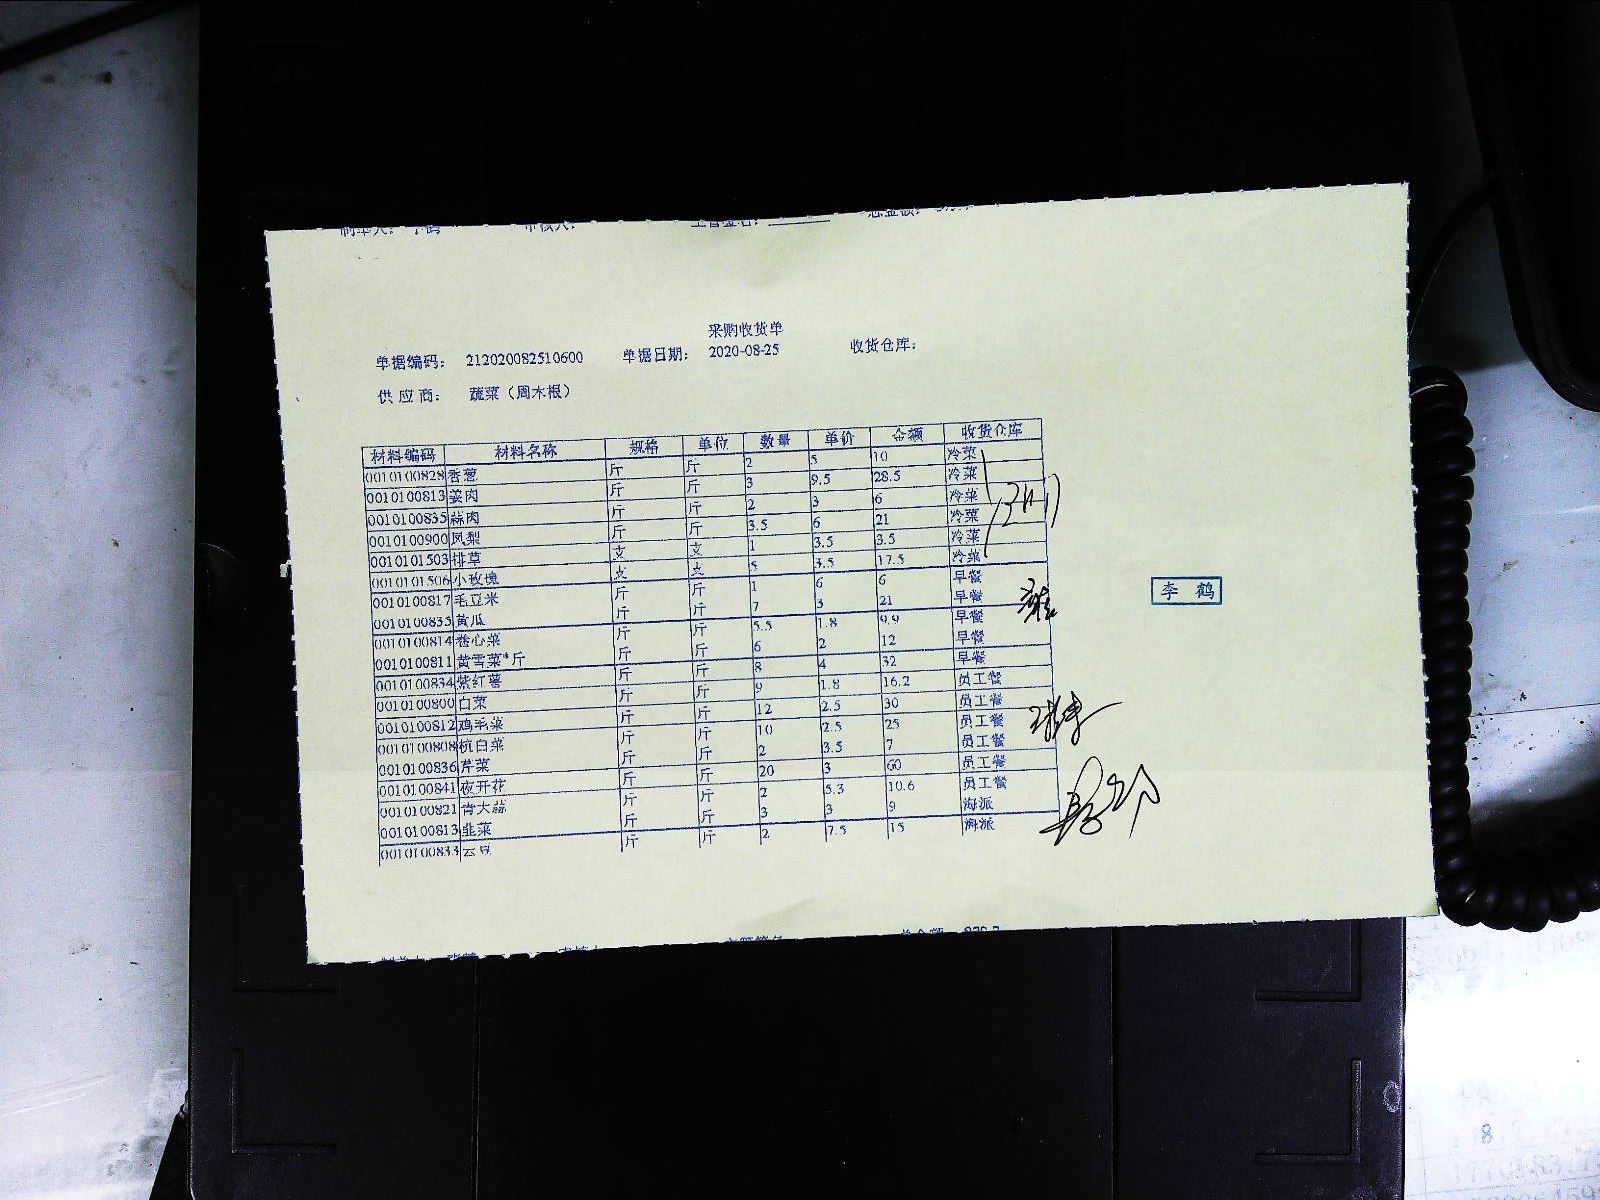 采购收货单
单据编码： 212020082510600 单据日期： 2020-08-25 收货仓库：
供应商： 蔬菜（周木根）
材料编码 材料名称 规格 单位 数量 单价 金额 收货仓库
0010100828 香葱 斤 斤 2 5 10 冷菜
0010100813 姜肉 斤 斤 3 9.5 28.5 冷菜
0010100835 蒜肉 斤 斤 2 3 6 冷菜
0010100900 凤梨 斤 斤 3.5 6 21 冷菜
0010101503 排草 支 支 1 3.5 3.5 冷菜
0010101506 小玫瑰 支 支 5 3.5 17.5 冷菜
0010100817 毛豆米 斤 斤 1 6 6 早餐
0010100835 黄瓜 斤 斤 7 3 21 早餐
0010100814 卷心菜 斤 斤 5.5 1.8 9.9 早餐
0010100811 黄雪菜*斤 斤 斤 6 2 12 早餐
0010100834 紫红薯 斤 斤 8 4 32 早餐
0010100800 白菜 斤 斤 9 1.8 16.2 员工餐
0010100812 鸡毛菜 斤 斤 12 2.5 30 员工餐
0010100808 杭白菜 斤 斤 10 2.5 25 员工餐
0010100836 芹菜 斤 斤 2 3.5 7 员工餐
0010100841 夜开花 斤 斤 20 3 60 员工餐
0010100821 青大蒜 斤 斤 2 5.3 10.6 员工餐
0010100813 韭菜 斤 斤 3 3 9 海派
0010100833 云豆 斤 斤 2 7.5 15 海派
李鹤